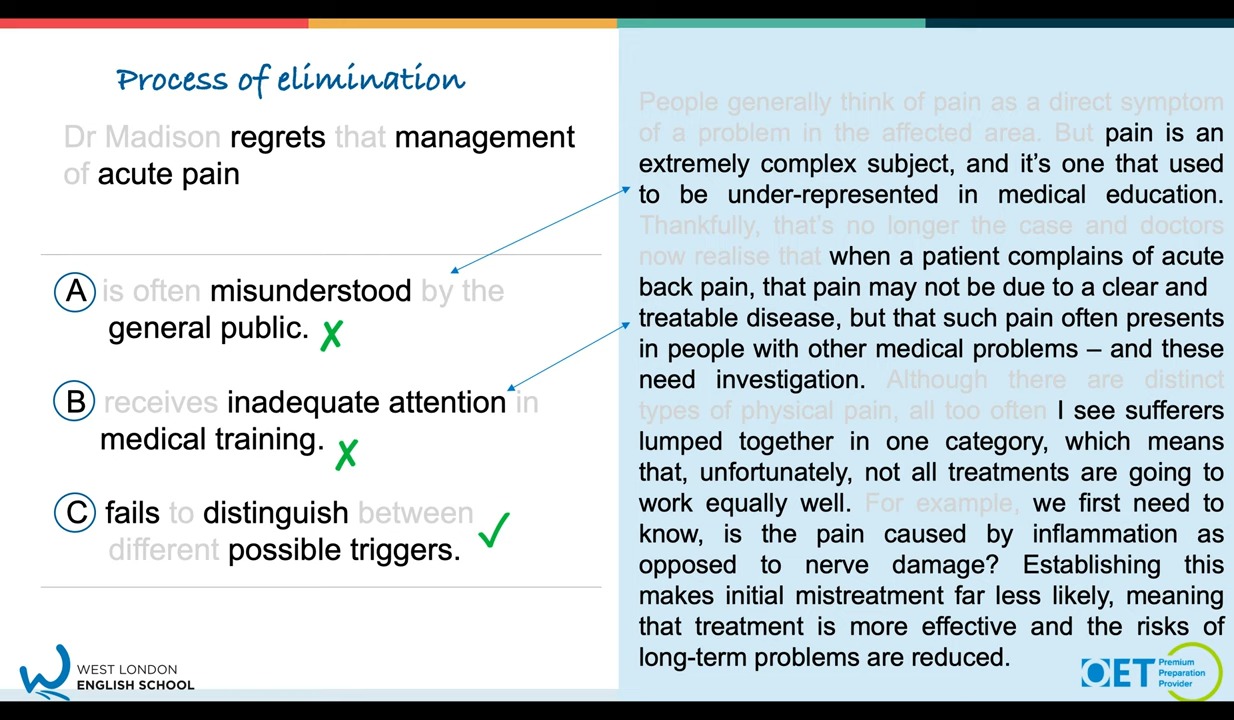 Process of elimination
Dr Madison regrets that management
of acute pain
A is often misunderstood by the
general public. ✗
B receives inadequate attention in
medical training. ✗
C fails to distinguish between
different possible triggers. ✓
People generally think of pain as a direct symptom
of a problem in the affected area. But pain is an
extremely complex subject, and it's one that used
to be under-represented in medical education.
Thankfully, that's no longer the case and doctors
now realise that when a patient complains of acute
back pain, that pain may not be due to a clear and
treatable disease, but that such pain often presents
in people with other medical problems – and these
need investigation. Although there are distinct
types of physical pain, all too often I see sufferers
lumped together in one category, which means
that, unfortunately, not all treatments are going to
work equally well. For example, we first need to
know, is the pain caused by inflammation as
opposed to nerve damage? Establishing this
makes initial mistreatment far less likely, meaning
that treatment is more effective and the risks of
long-term problems are reduced.
WEST LONDON
ENGLISH SCHOOL
OET Premium
Preparation
Provider